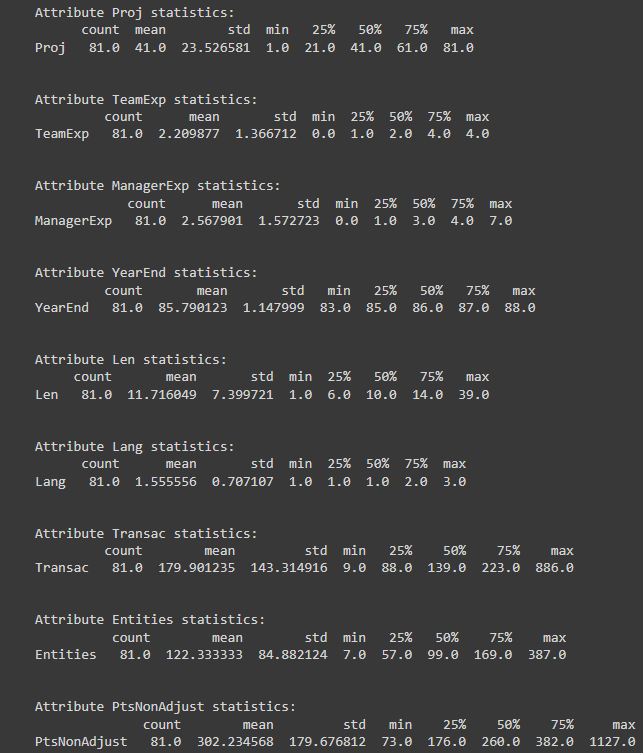 Attribute Proj statistics:
count mean std min 25% 50% 75% max
Proj 81.0 41.0 23.526581 1.0 21.0 41.0 61.0 81.0
Attribute TeamExp statistics:
count mean std min 25% 50% 75% max
TeamExp 81.0 2.209877 1.366712 0.0 1.0 2.0 4.0 4.0
Attribute ManagerExp statistics:
count mean std min 25% 50% 75% max
ManagerExp 81.0 2.567901 1.572723 0.0 1.0 3.0 4.0 7.0
Attribute YearEnd statistics:
count mean std min 25% 50% 75% max
YearEnd 81.0 85.790123 1.147999 83.0 85.0 86.0 87.0 88.0
Attribute Len statistics:
count mean std min 25% 50% 75% max
Len 81.0 11.716049 7.399721 1.0 6.0 10.0 14.0 39.0
Attribute Lang statistics:
count mean std min 25% 50% 75% max
Lang 81.0 1.555556 0.707107 1.0 1.0 1.0 2.0 3.0
Attribute Transac statistics:
count mean std min 25% 50% 75% max
Transac 81.0 179.901235 143.314916 9.0 88.0 139.0 223.0 886.0
Attribute Entities statistics:
count mean std min 25% 50% 75% max
Entities 81.0 122.333333 84.882124 7.0 57.0 99.0 169.0 387.0
Attribute PtsNonAdjust statistics:
count mean std min 25% 50% 75% max
PtsNonAdjust 81.0 302.234568 179.676812 73.0 176.0 260.0 382.0 1127.0